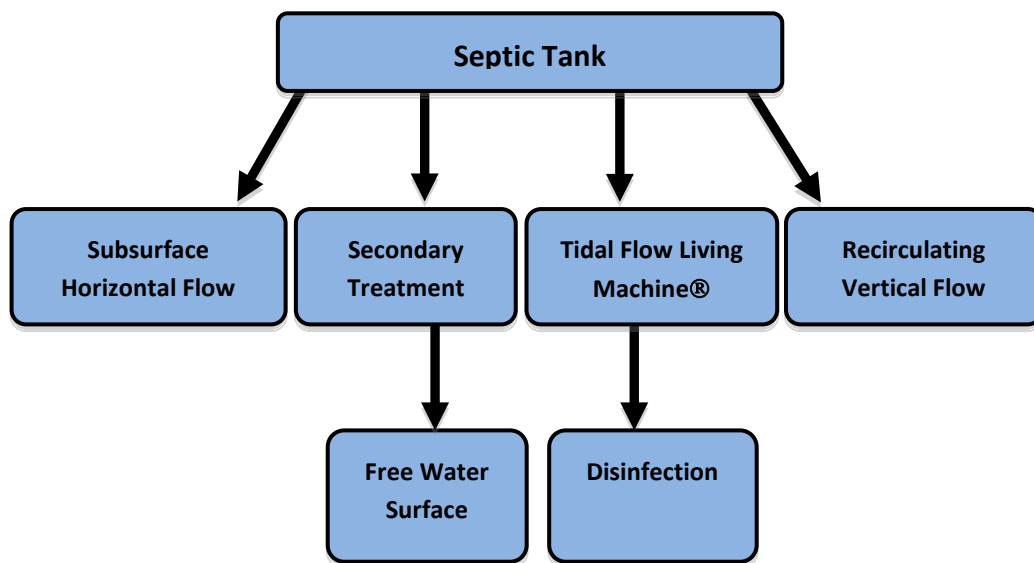 Septic Tank
Subsurface
Horizontal Flow
Secondary
Treatment
Tidal Flow Living
Machine®
Recirculating
Vertical Flow
Free Water
Surface
Disinfection